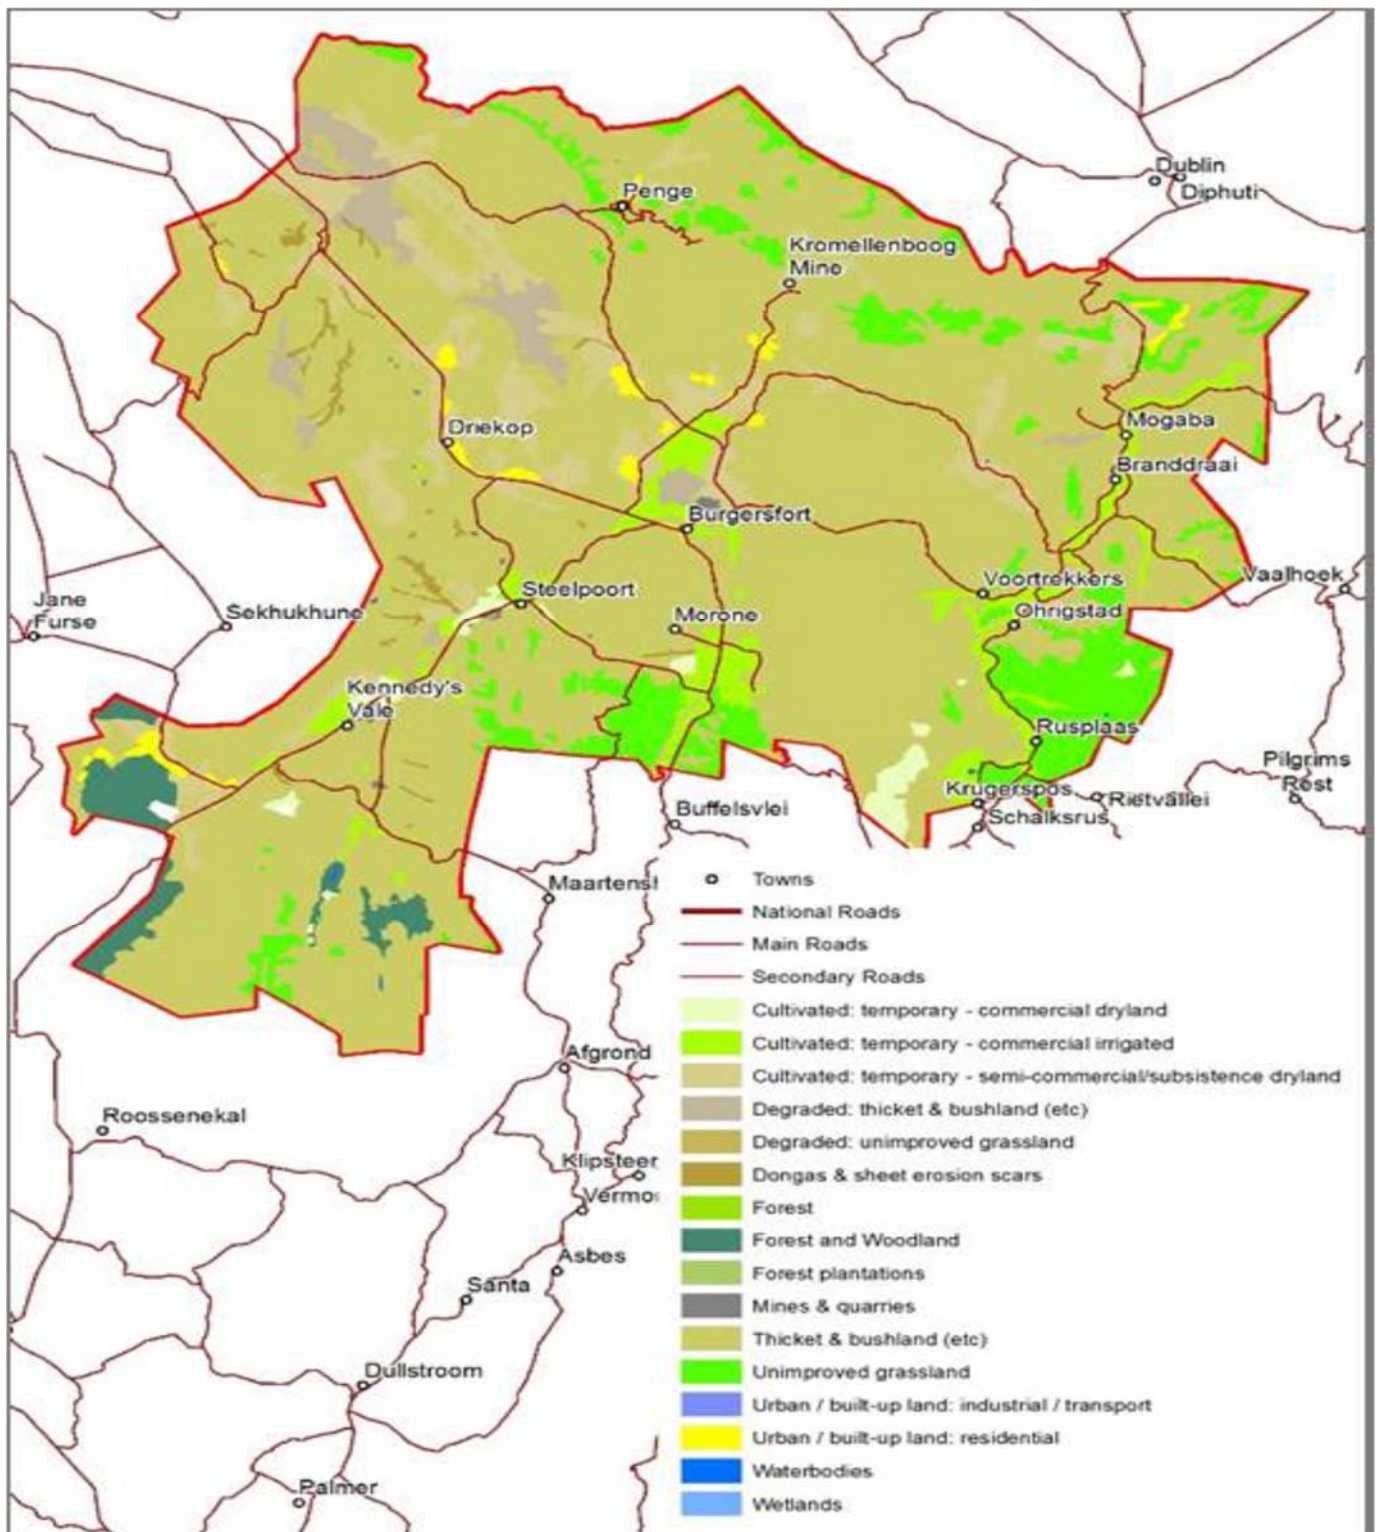 Dublin
Diphuti
Penge
Kromellenboog
Mine
Driekop
Mogaba
Branddraai
Burgersfort
Steelpoort
Voortrekkers
Vaalhoek
Jane
Furse
Sekhukhune
Morone
Ohrigstad
Kennedy's
Vale
Rusplaas
Pilgrims
Rest
Krugerspos
Rietvallei
Buffelsvlei
Schalksrus
Maartensl
Afgrond
Roossenekal
Klipsteer
Vermo
Asbes
Santa
Dullstroom
Palmer
Towns
National Roads
Main Roads
Secondary Roads
Cultivated: temporary - commercial dryland
Cultivated: temporary - commercial irrigated
Cultivated: temporary - semi-commercial/subsistence dryland
Degraded: thicket & bushland (etc)
Degraded: unimproved grassland
Dongas & sheet erosion scars
Forest
Forest and Woodland
Forest plantations
Mines & quarries
Thicket & bushland (etc)
Unimproved grassland
Urban / built-up land: industrial / transport
Urban / built-up land: residential
Waterbodies
Wetlands